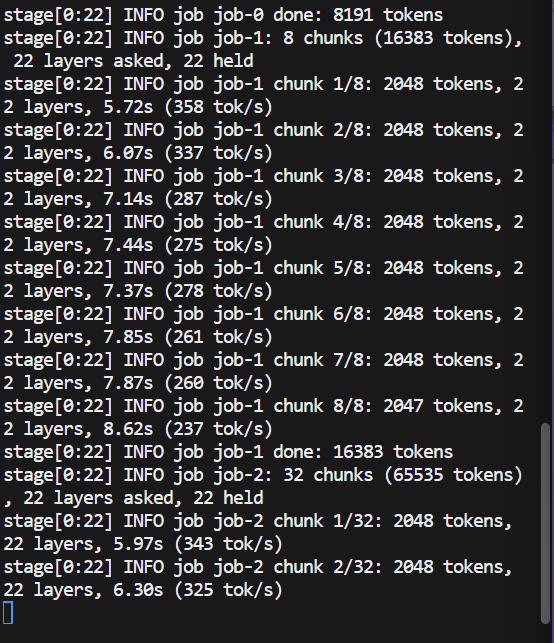 stage[0:22] INFO job job-0 done: 8191 tokens
stage[0:22] INFO job job-1: 8 chunks (16383 tokens),
 22 layers asked, 22 held
stage[0:22] INFO job job-1 chunk 1/8: 2048 tokens, 2
2 layers, 5.72s (358 tok/s)
stage[0:22] INFO job job-1 chunk 2/8: 2048 tokens, 2
2 layers, 6.07s (337 tok/s)
stage[0:22] INFO job job-1 chunk 3/8: 2048 tokens, 2
2 layers, 7.14s (287 tok/s)
stage[0:22] INFO job job-1 chunk 4/8: 2048 tokens, 2
2 layers, 7.44s (275 tok/s)
stage[0:22] INFO job job-1 chunk 5/8: 2048 tokens, 2
2 layers, 7.37s (278 tok/s)
stage[0:22] INFO job job-1 chunk 6/8: 2048 tokens, 2
2 layers, 7.85s (261 tok/s)
stage[0:22] INFO job job-1 chunk 7/8: 2048 tokens, 2
2 layers, 7.87s (260 tok/s)
stage[0:22] INFO job job-1 chunk 8/8: 2047 tokens, 2
2 layers, 8.62s (237 tok/s)
stage[0:22] INFO job job-1 done: 16383 tokens
stage[0:22] INFO job job-2: 32 chunks (65535 tokens)
, 22 layers asked, 22 held
stage[0:22] INFO job job-2 chunk 1/32: 2048 tokens,
22 layers, 5.97s (343 tok/s)
stage[0:22] INFO job job-2 chunk 2/32: 2048 tokens,
22 layers, 6.30s (325 tok/s)